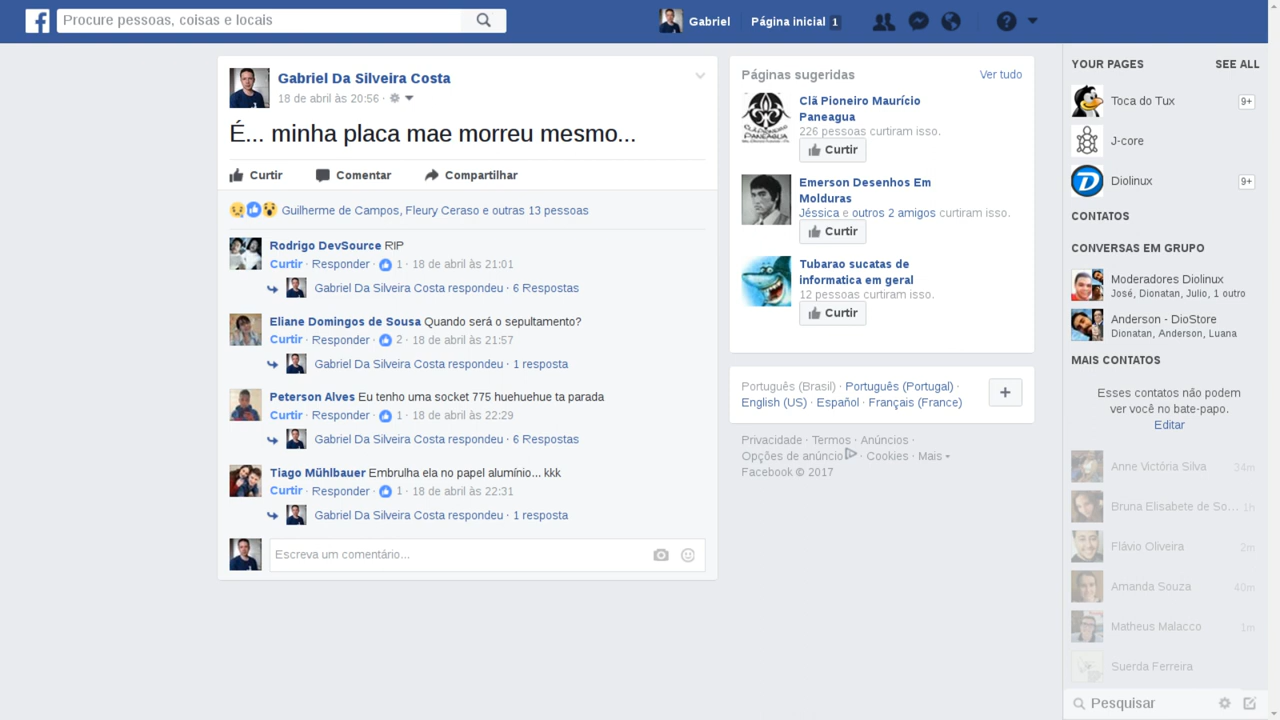 Procure pessoas, coisas e locais
Gabriel
Página inicial 1
Gabriel Da Silveira Costa
18 de abril às 20:56 ·
É... minha placa mae morreu mesmo...
Curtir
Comentar
Compartilhar
Guilherme de Campos, Fleury Ceraso e outras 13 pessoas
Rodrigo DevSource RIP
Curtir · Responder · 1 · 18 de abril às 21:01
Gabriel Da Silveira Costa respondeu · 6 Respostas
Eliane Domingos de Sousa Quando será o sepultamento?
Curtir · Responder · 2 · 18 de abril às 21:57
Gabriel Da Silveira Costa respondeu · 1 resposta
Peterson Alves Eu tenho uma socket 775 huehuehue ta parada
Curtir · Responder · 1 · 18 de abril às 22:29
Gabriel Da Silveira Costa respondeu · 6 Respostas
Tiago Mühlbauer Embrulha ela no papel alumínio... kkk
Curtir · Responder · 1 · 18 de abril às 22:31
Gabriel Da Silveira Costa respondeu · 1 resposta
Escreva um comentário...
Páginas sugeridas
Ver tudo
Clã Pioneiro Maurício
Paneagua
226 pessoas curtiram isso.
Curtir
Emerson Desenhos Em
Molduras
Jéssica e outros 2 amigos curtiram isso.
Curtir
Tubarao sucatas de
informatica em geral
12 pessoas curtiram isso.
Curtir
Português (Brasil) · Português (Portugal) ·
English (US) · Español · Français (France)
Privacidade · Termos · Anúncios ·
Opções de anúncio · Cookies · Mais
Facebook © 2017
YOUR PAGES
SEE ALL
Toca do Tux
9+
J-core
Diolinux
9+
CONTATOS
CONVERSAS EM GRUPO
Moderadores Diolinux
José, Dionatan, Julio, 1 outro
Anderson - DioStore
Dionatan, Anderson, Luana
MAIS CONTATOS
Esses contatos não podem
ver você no bate-papo.
Editar
Anne Victória Silva 34m
Bruna Elisabete de So... 1h
Flávio Oliveira 2m
Amanda Souza 40m
Matheus Malacco 1m
Suerda Ferreira
Pesquisar